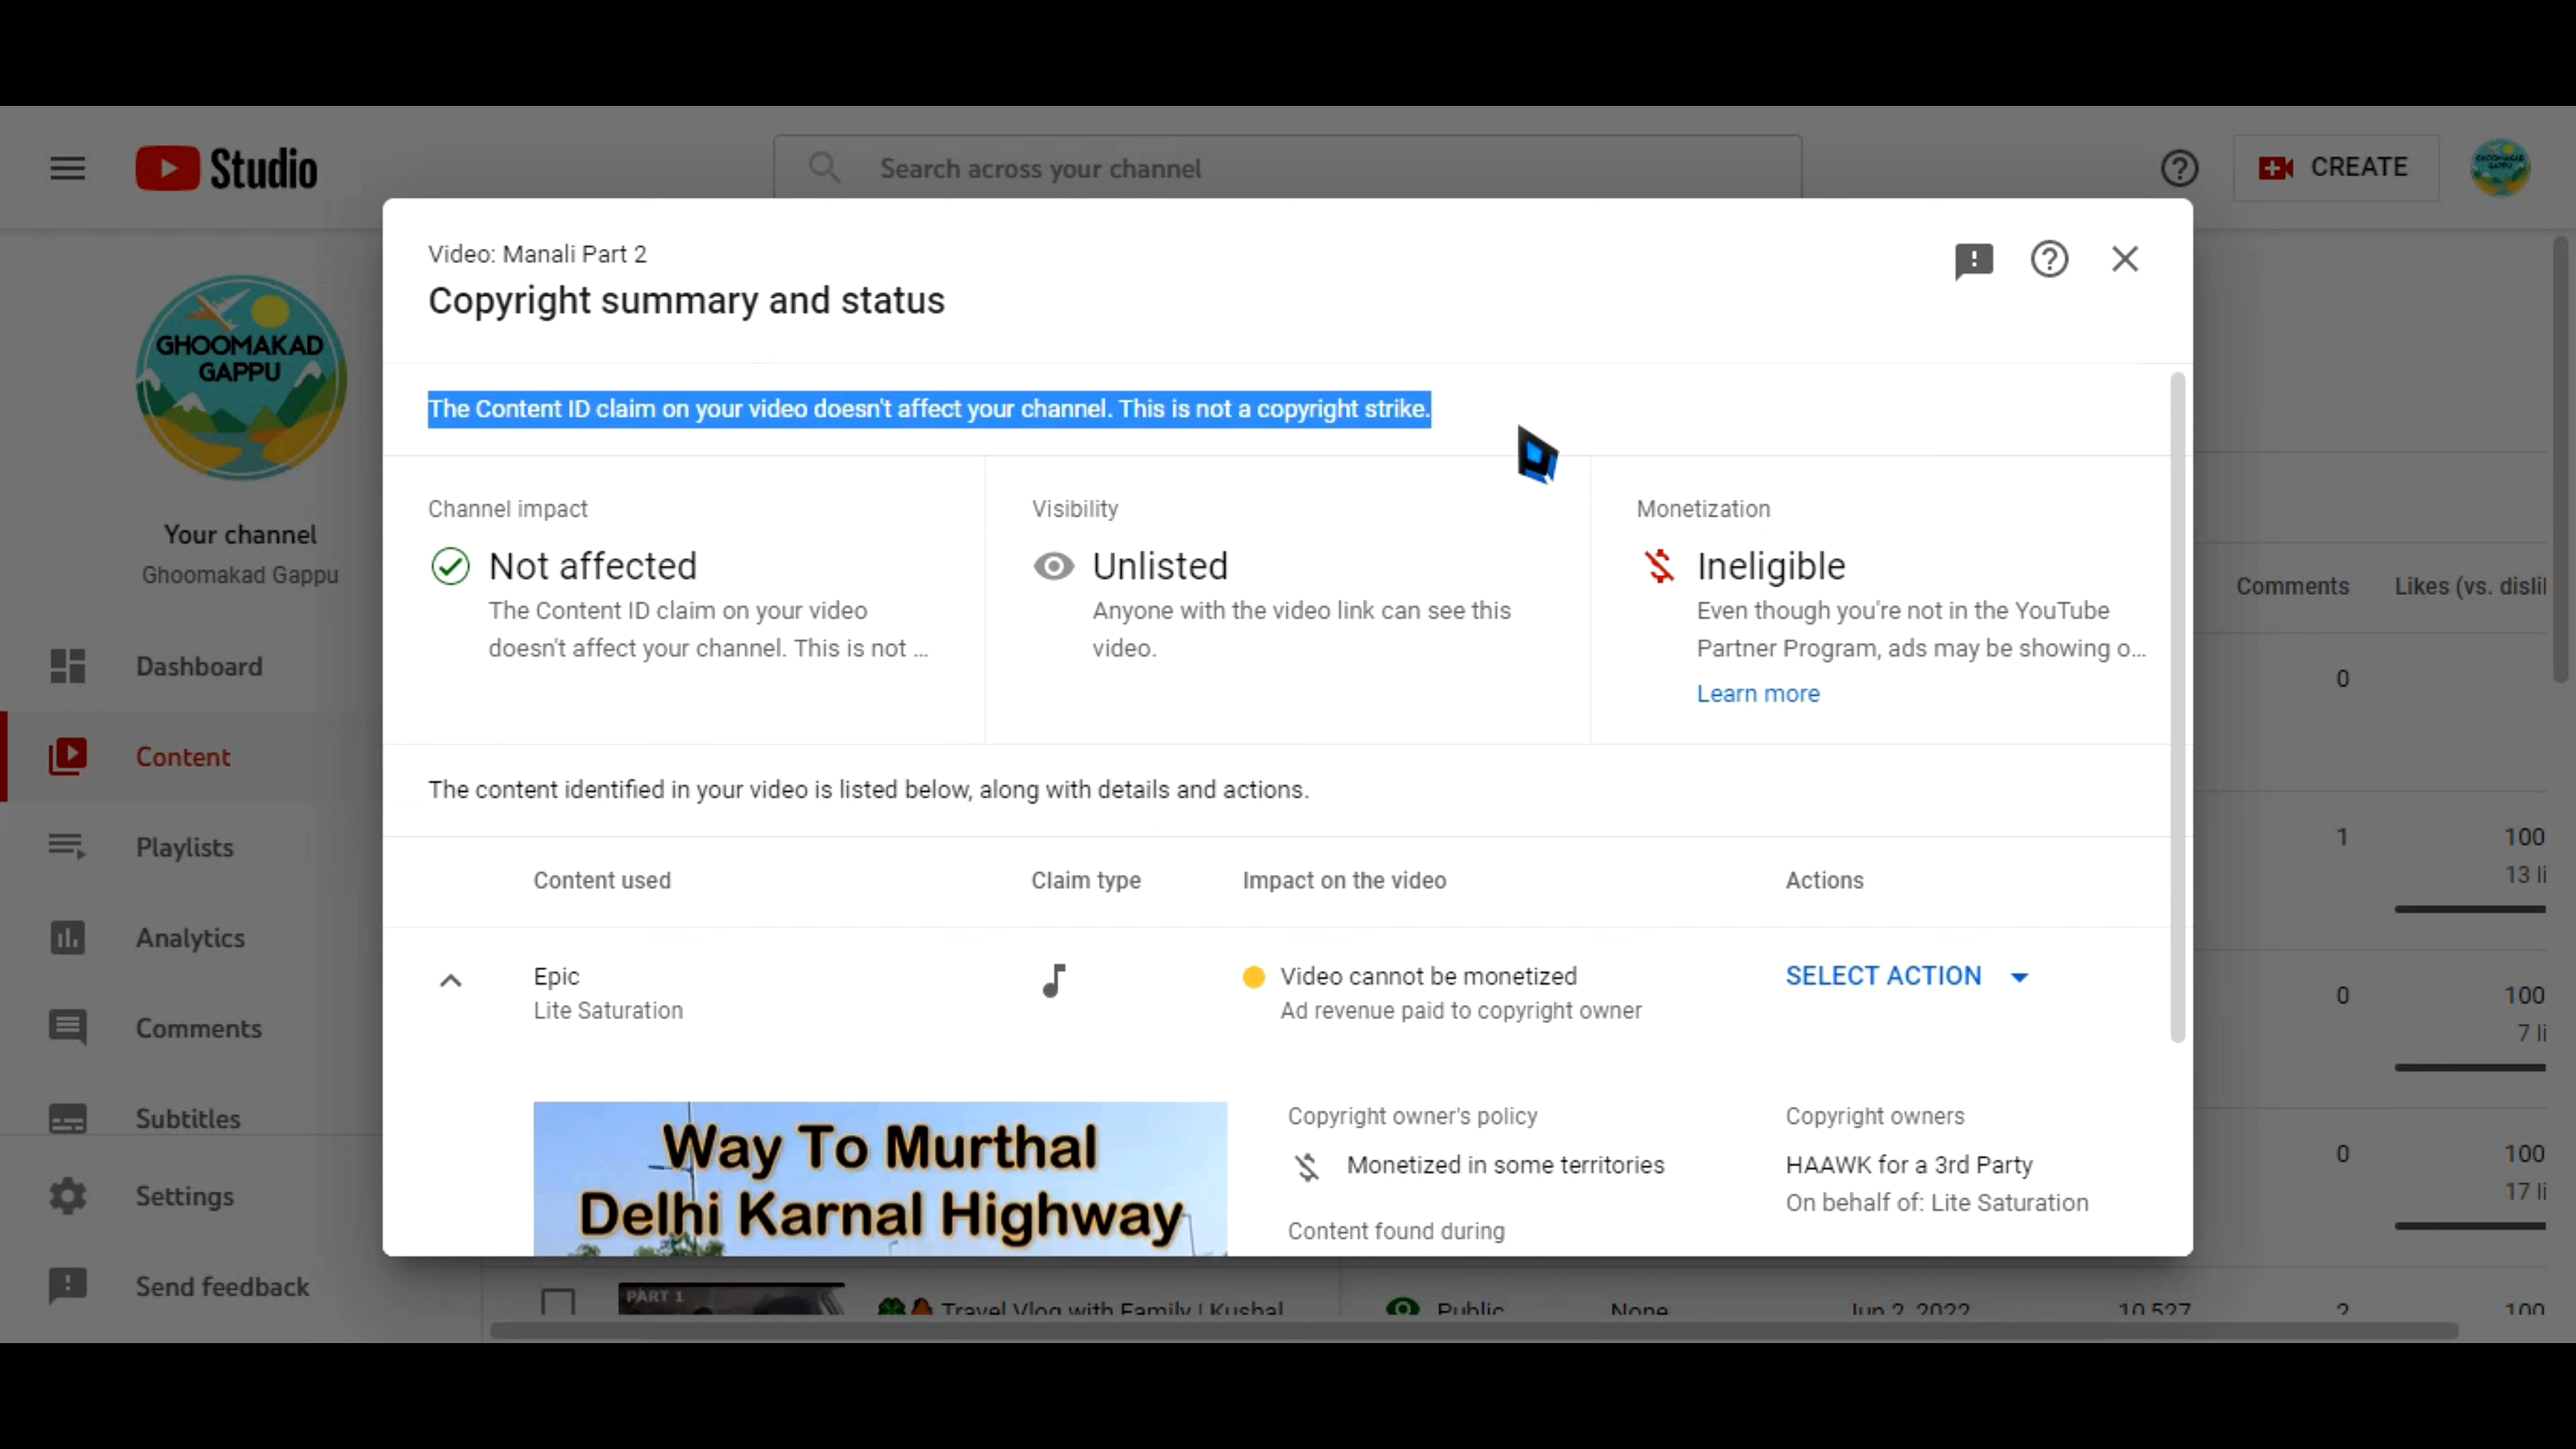 Studio
Search across your channel
CREATE
GHOOMAKAD
GAPPU
Your channel
Ghoomakad Gappu
Dashboard
Content
Playlists
Analytics
Comments
Subtitles
Settings
Send feedback
Video: Manali Part 2
Copyright summary and status
The Content ID claim on your video doesn't affect your channel. This is not a copyright strike.
Channel impact
Not affected
The Content ID claim on your video
doesn't affect your channel. This is not ...
Visibility
Unlisted
Anyone with the video link can see this
video.
Monetization
Ineligible
Even though you're not in the YouTube
Partner Program, ads may be showing o...
Learn more
The content identified in your video is listed below, along with details and actions.
Content used Claim type Impact on the video Actions
Epic
Lite Saturation
Video cannot be monetized
Ad revenue paid to copyright owner
SELECT ACTION
Way To Murthal
Delhi Karnal Highway
Copyright owner's policy
Monetized in some territories
Content found during
Copyright owners
HAAWK for a 3rd Party
On behalf of: Lite Saturation
Comments Likes (vs. disli
0
1 100
13 li
0 100
7 li
0 100
17 li
PART 1
Travel Vlog with Family | Kushal Public None Jun 2, 2022 10,527 2 100